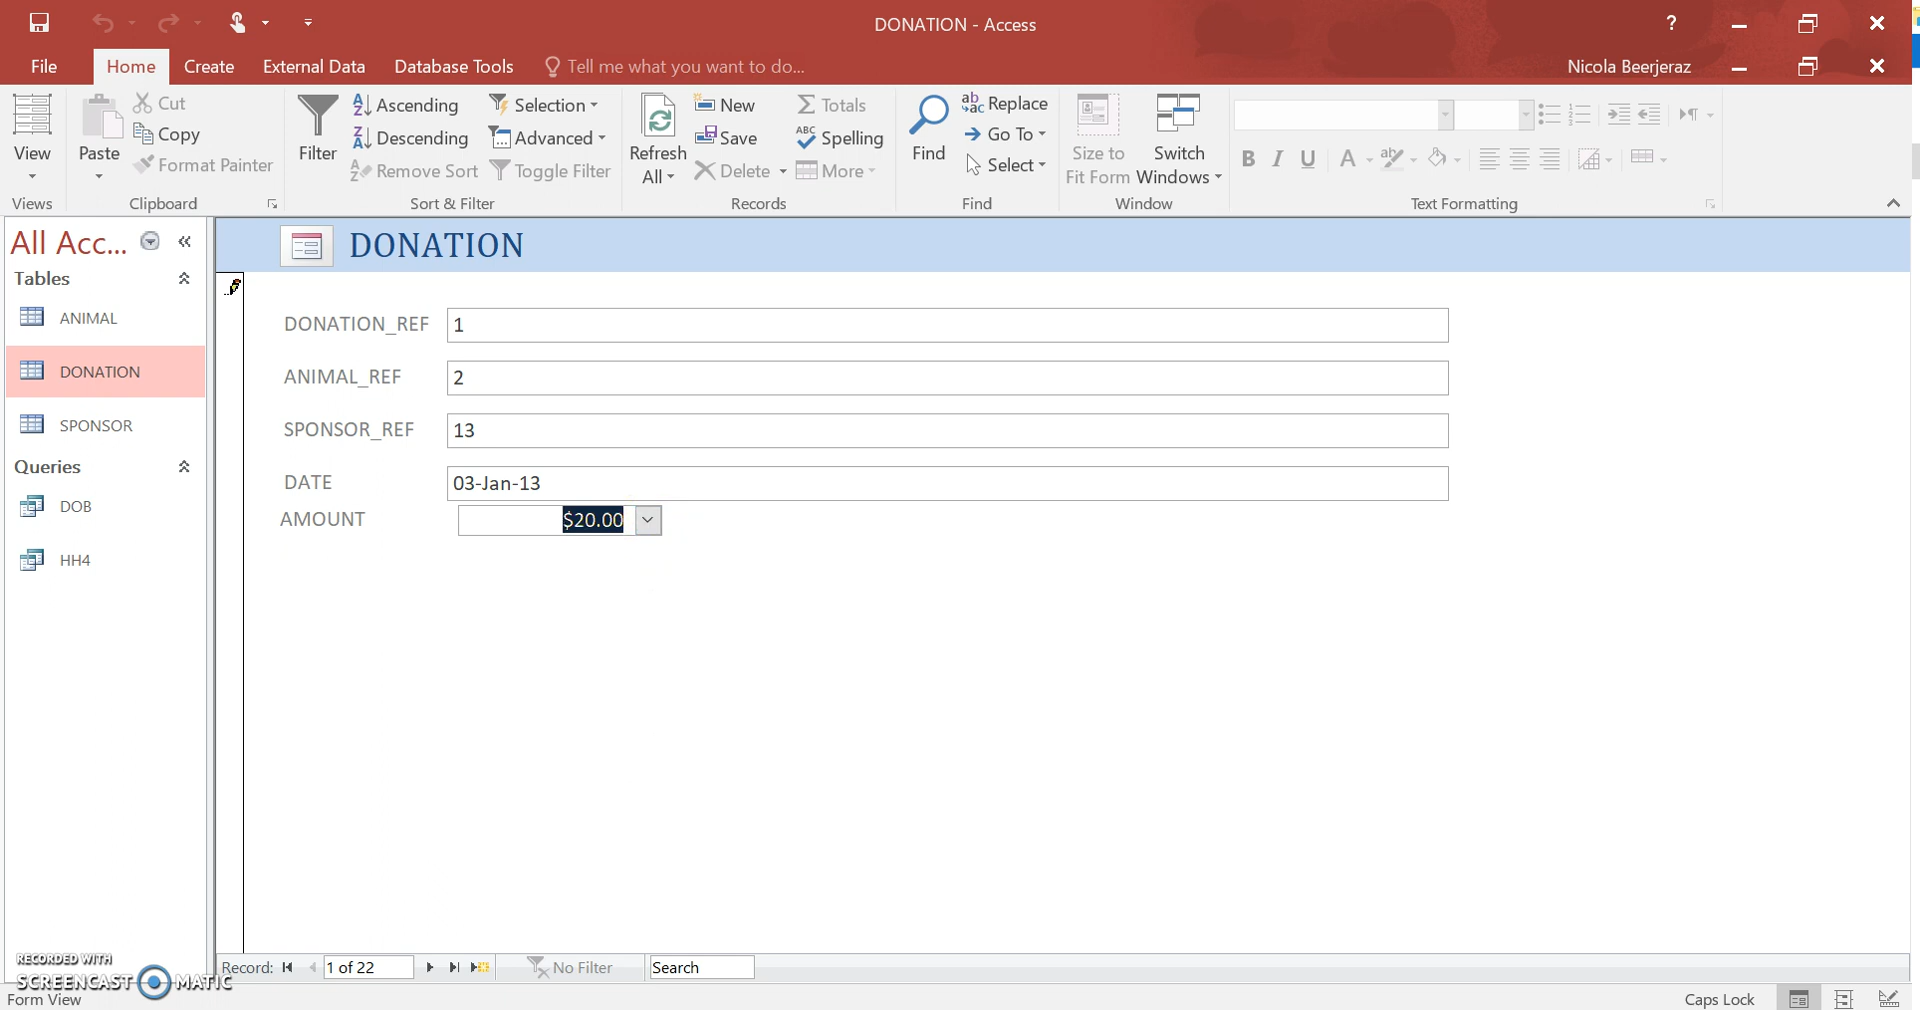 DONATION - Access
?
File Home Create External Data Database Tools Tell me what you want to do... Nicola Beerjeraz
View
Views
Paste
Cut
Copy
Format Painter
Clipboard
Filter
Ascending
Descending
Remove Sort
Selection
Advanced
Toggle Filter
Sort & Filter
Refresh
All
New
Save
Delete
Totals
Spelling
More
Records
Find
Replace
Go To
Select
Find
Size to
Fit Form
Switch
Windows
Window
B I U A
Text Formatting
All Acc...
Tables
ANIMAL
DONATION
SPONSOR
Queries
DOB
HH4
DONATION
DONATION_REF 1
ANIMAL_REF 2
SPONSOR_REF 13
DATE 03-Jan-13
AMOUNT $20.00
Record: 1 of 22 No Filter Search
RECORDED WITH
SCREENCAST MATIC
Form View Caps Lock